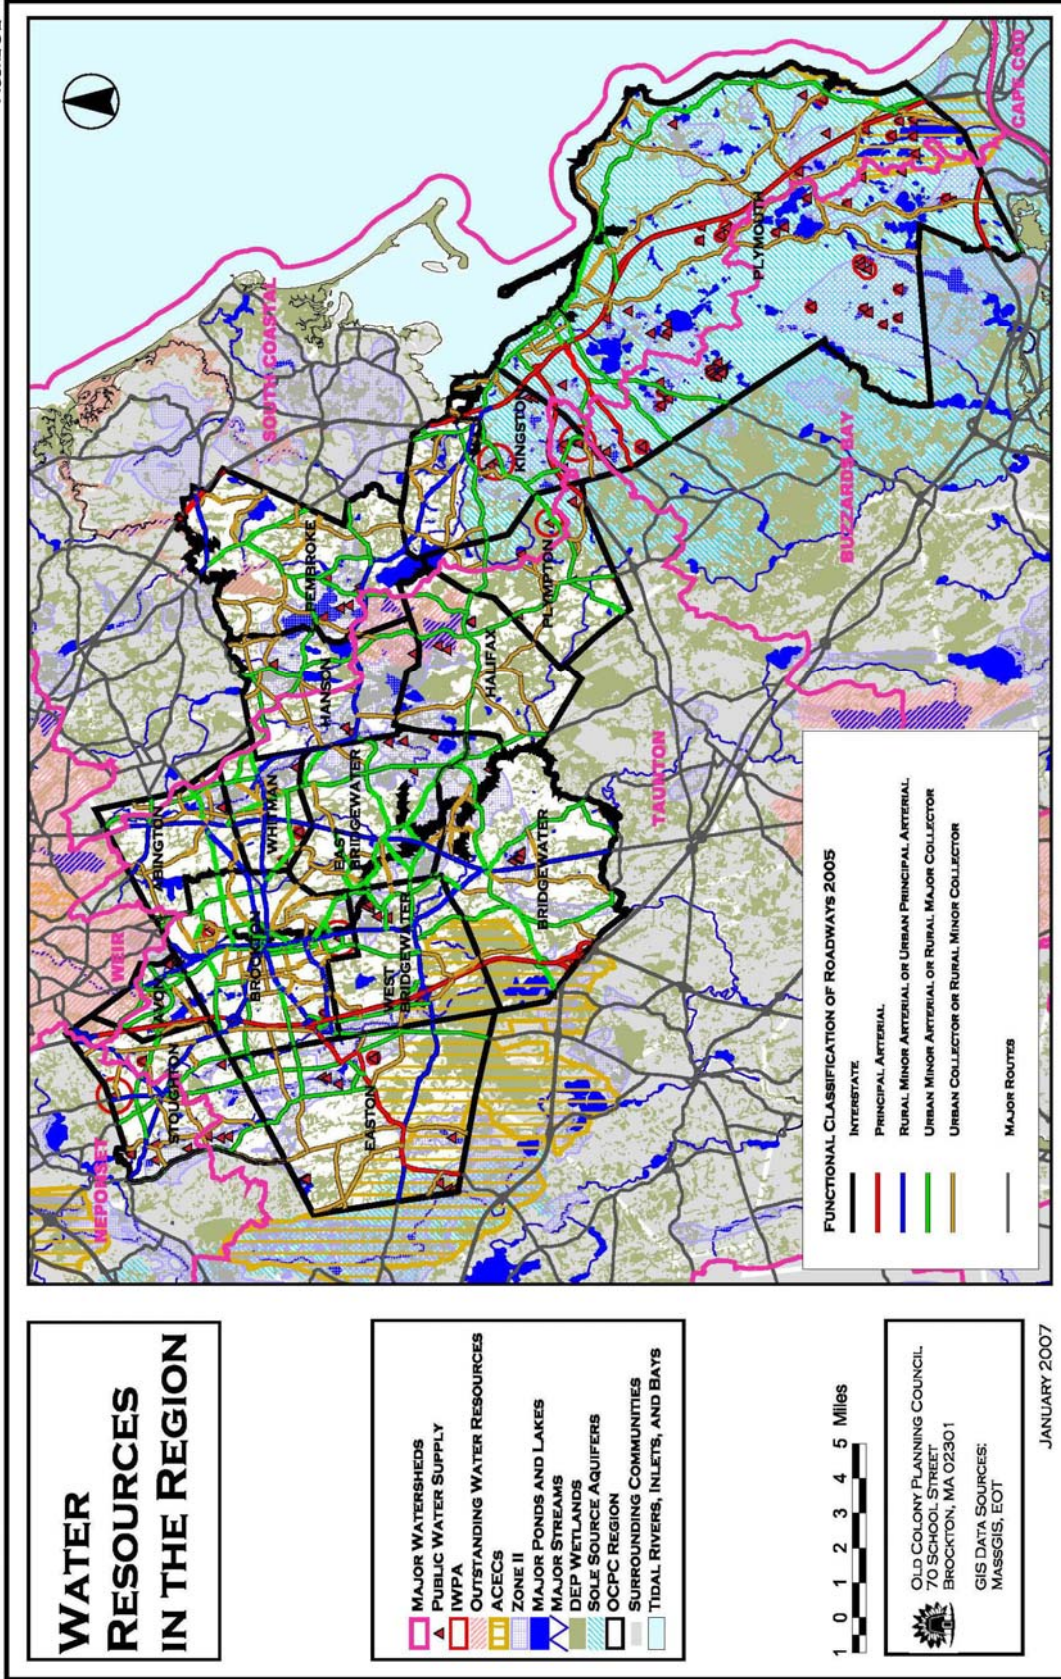 WATER
RESOURCES
IN THE REGION
MAJOR WATERSHEDS
PUBLIC WATER SUPPLY
IWPA
OUTSTANDING WATER RESOURCES
ACECS
ZONE II
MAJOR PONDS AND LAKES
MAJOR STREAMS
DEP WETLANDS
SOLE SOURCE AQUIFERS
OCPC REGION
SURROUNDING COMMUNITIES
TIDAL RIVERS, INLETS, AND BAYS
1 0 1 2 3 4 5 Miles
OLD COLONY PLANNING COUNCIL
70 SCHOOL STREET
BROCKTON, MA 02301
GIS DATA SOURCES:
MASSGIS, EOT
JANUARY 2007
NEPONSET
WEIR
SOUTH COASTAL
TAUNTON
BUZZARDS BAY
CAPE COD
STOUGHTON
AVON
ABINGTON
BROCKTON
WHITMAN
HANSON
PEMBROKE
EASTON
WEST
BRIDGEWATER
EAST
BRIDGEWATER
BRIDGEWATER
HALIFAX
PLYMPTON
KINGSTON
PLYMOUTH
FUNCTIONAL CLASSIFICATION OF ROADWAYS 2005
INTERSTATE
PRINCIPAL ARTERIAL
RURAL MINOR ARTERIAL OR URBAN PRINCIPAL ARTERIAL
URBAN MINOR ARTERIAL OR RURAL MAJOR COLLECTOR
URBAN COLLECTOR OR RURAL MINOR COLLECTOR
MAJOR ROUTES